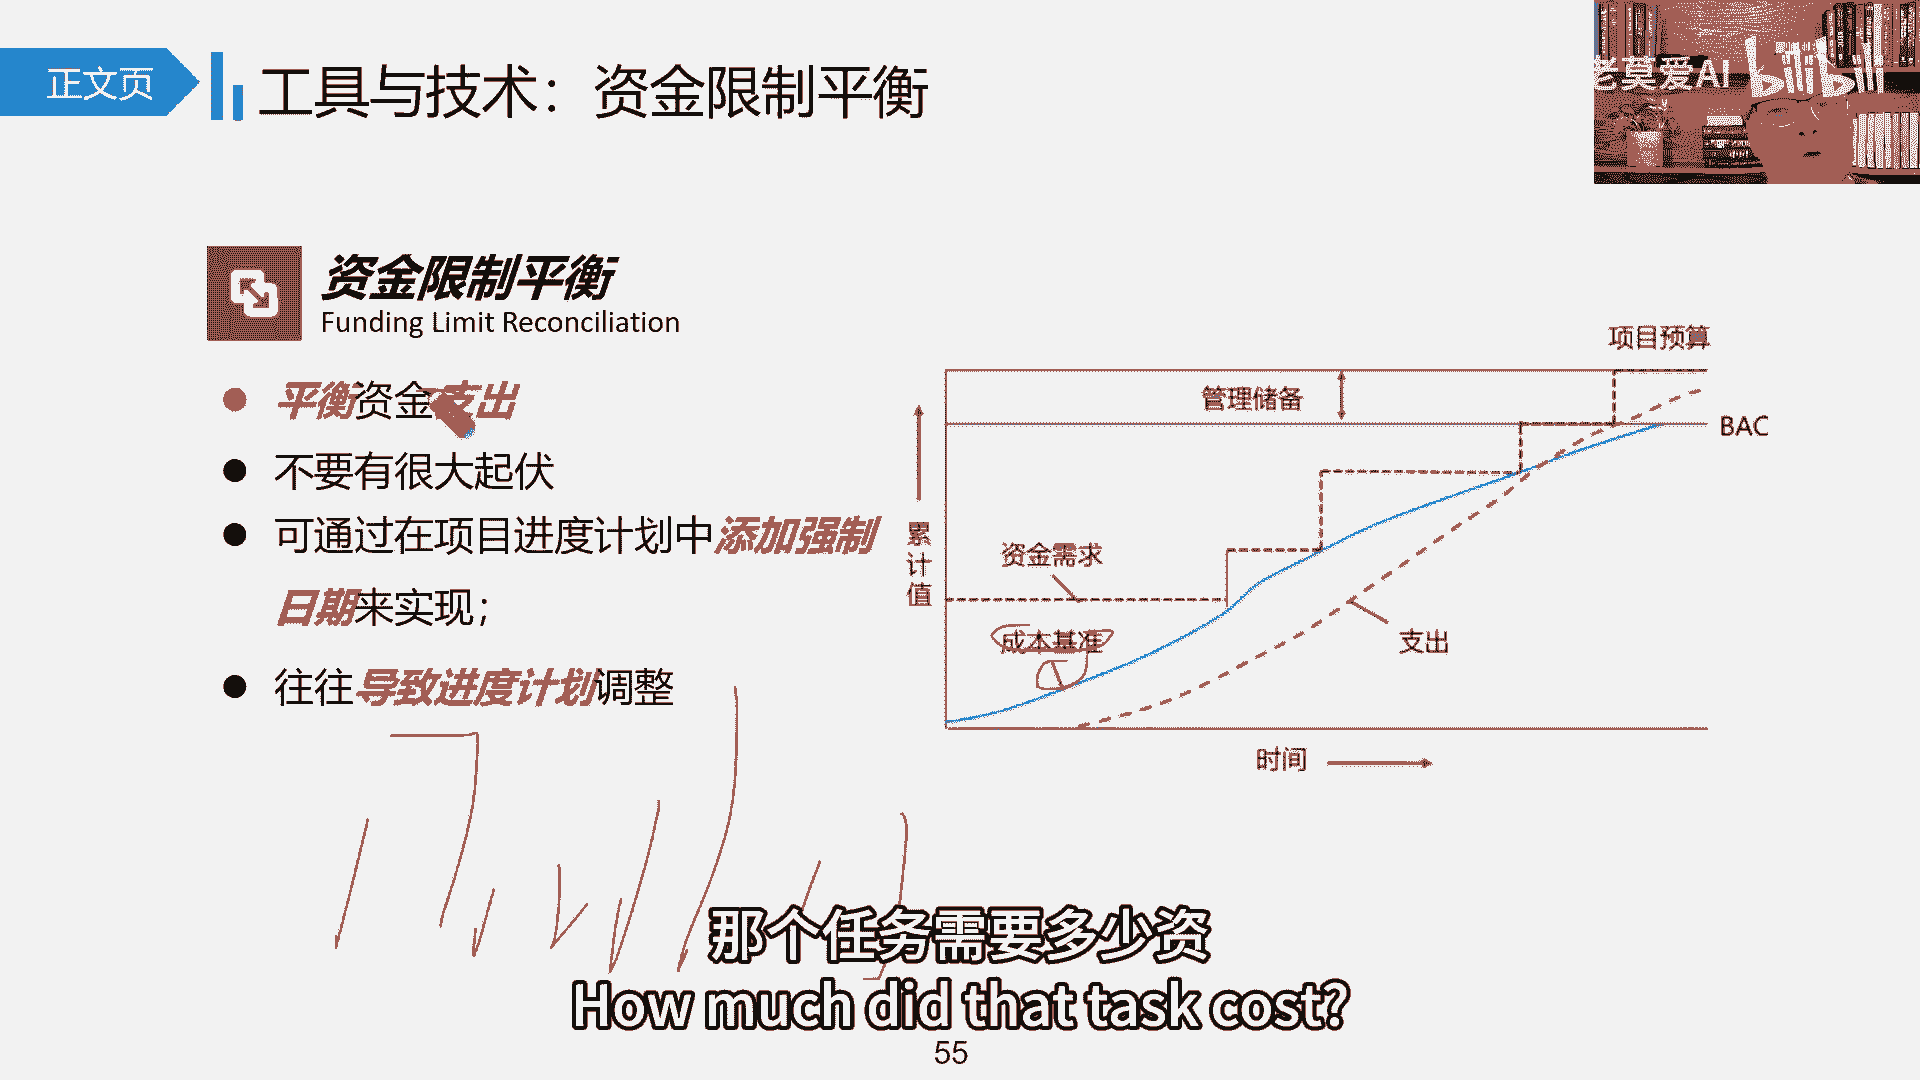 正文页
工具与技术：资金限制平衡
老莫爱AI
bilibili
资金限制平衡
Funding Limit Reconciliation
平衡资金支出
不要有很大起伏
可通过在项目进度计划中添加强制
日期来实现；
往往导致进度计划调整
项目预算
管理储备
BAC
累计值
资金需求
成本基准
支出
时间
那个任务需要多少资
How much did that task cost?
55